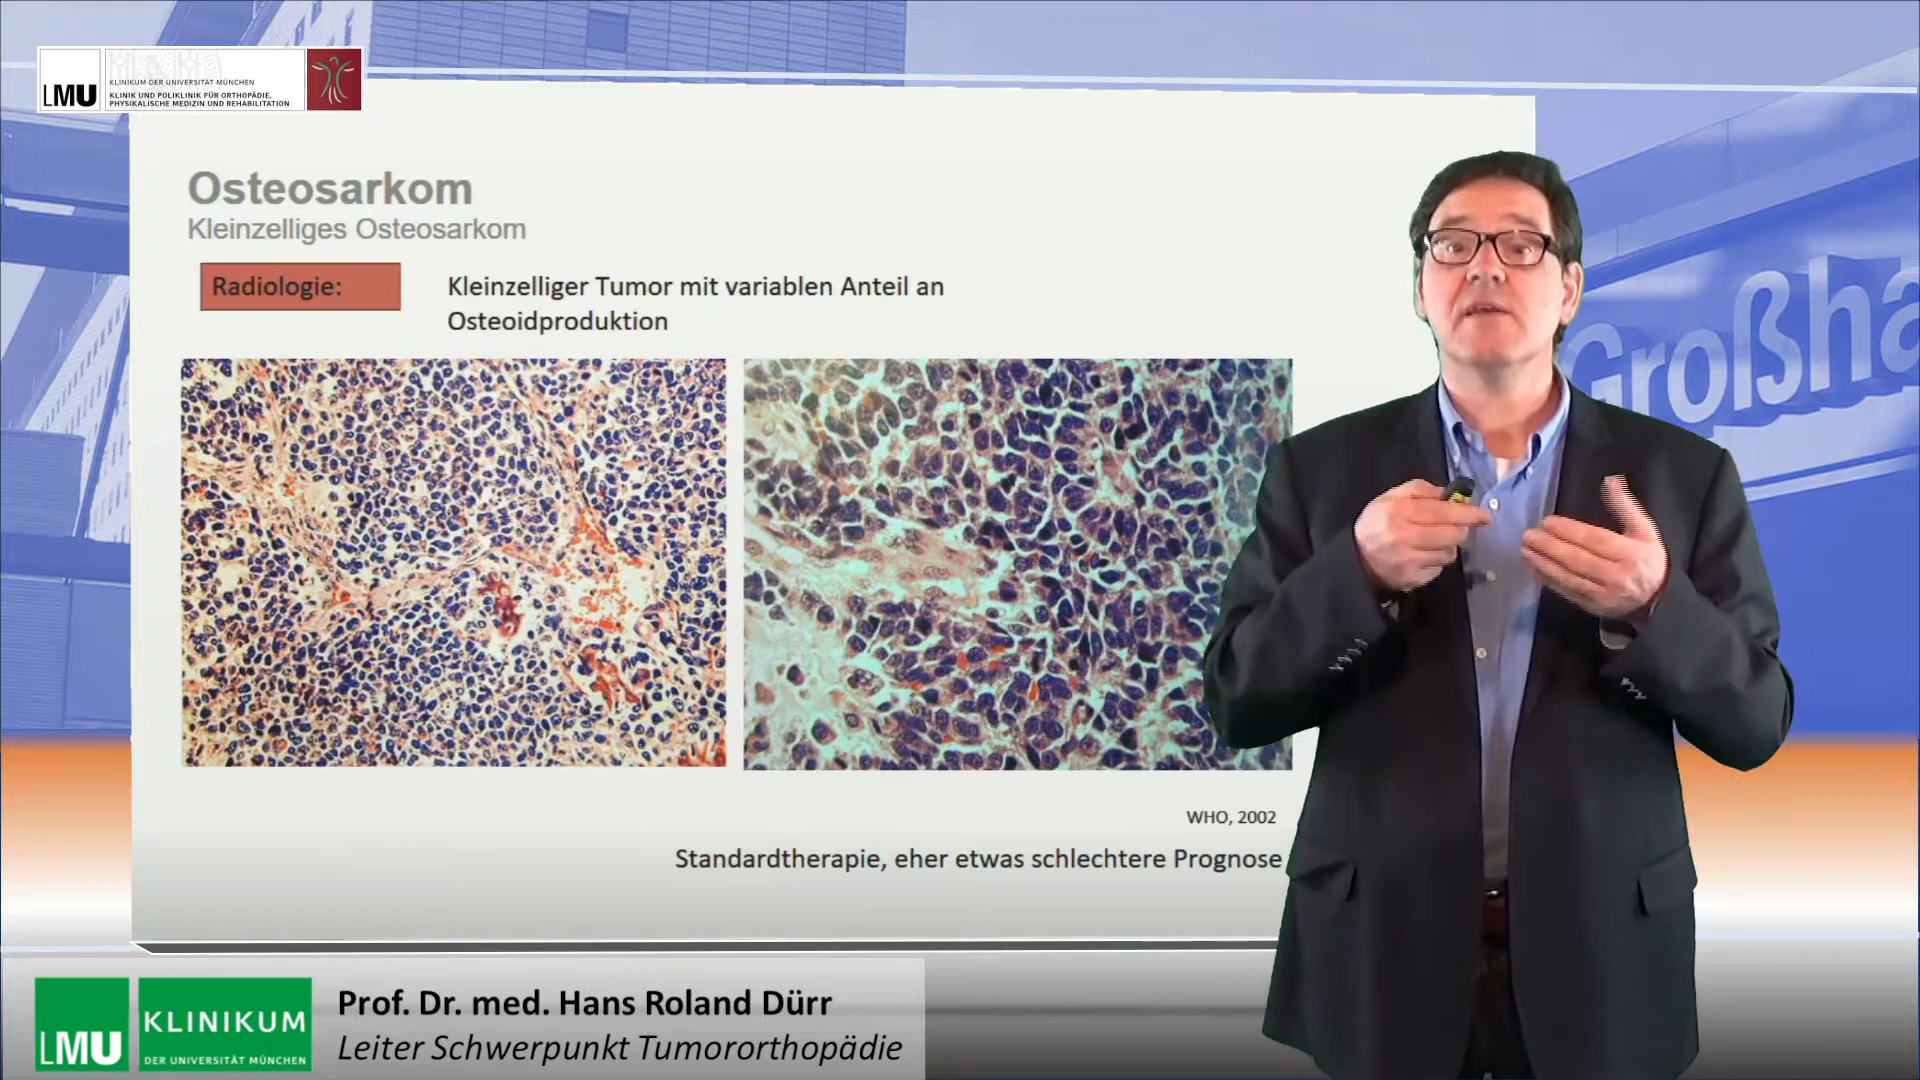 LMU
KLINIKUM DER UNIVERSITÄT MÜNCHEN
KLINIK UND POLIKLINIK FÜR ORTHOPÄDIE,
PHYSIKALISCHE MEDIZIN UND REHABILITATION
Osteosarkom
Kleinzelliges Osteosarkom
Radiologie:
Kleinzelliger Tumor mit variablen Anteil an
Osteoidproduktion
Großha
WHO, 2002
Standardtherapie, eher etwas schlechtere Prognose
LMU
KLINIKUM
DER UNIVERSITÄT MÜNCHEN
Prof. Dr. med. Hans Roland Dürr
Leiter Schwerpunkt Tumororthopädie